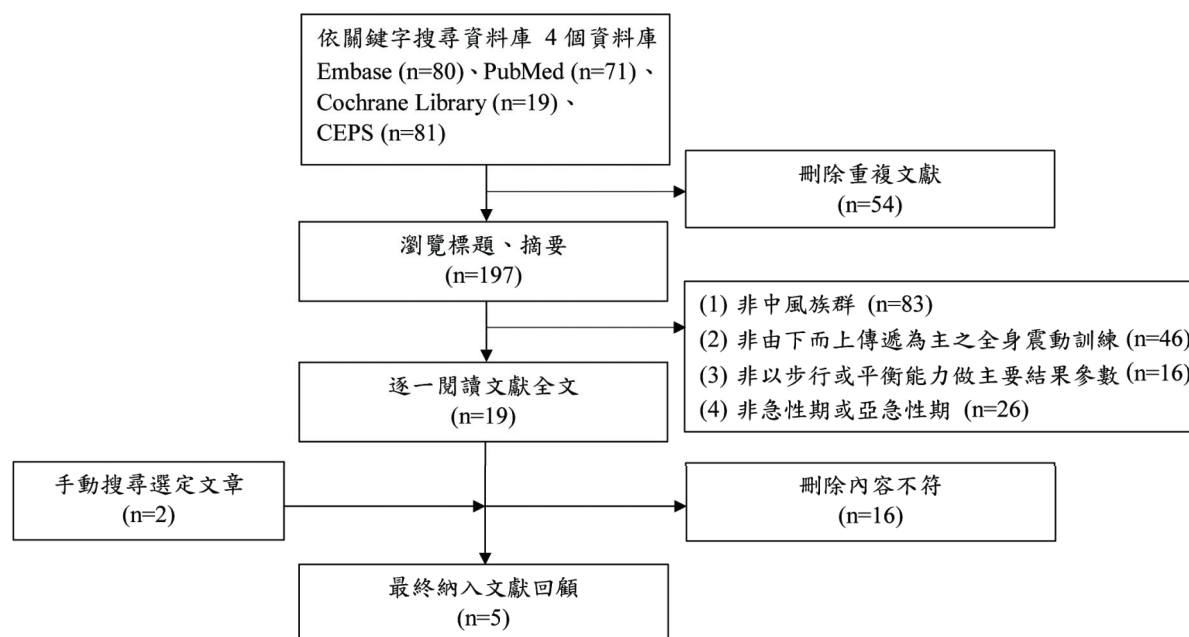 依關鍵字搜尋資料庫 4 個資料庫
Embase (n=80)、PubMed (n=71)、
Cochrane Library (n=19)、
CEPS (n=81)
刪除重複文獻
(n=54)
瀏覽標題、摘要
(n=197)
(1) 非中風族群 (n=83)
(2) 非由下而上傳遞為主之全身震動訓練 (n=46)
(3) 非以步行或平衡能力做主要結果參數 (n=16)
(4) 非急性期或亞急性期 (n=26)
逐一閱讀文獻全文
(n=19)
手動搜尋選定文章
(n=2)
刪除內容不符
(n=16)
最終納入文獻回顧
(n=5)